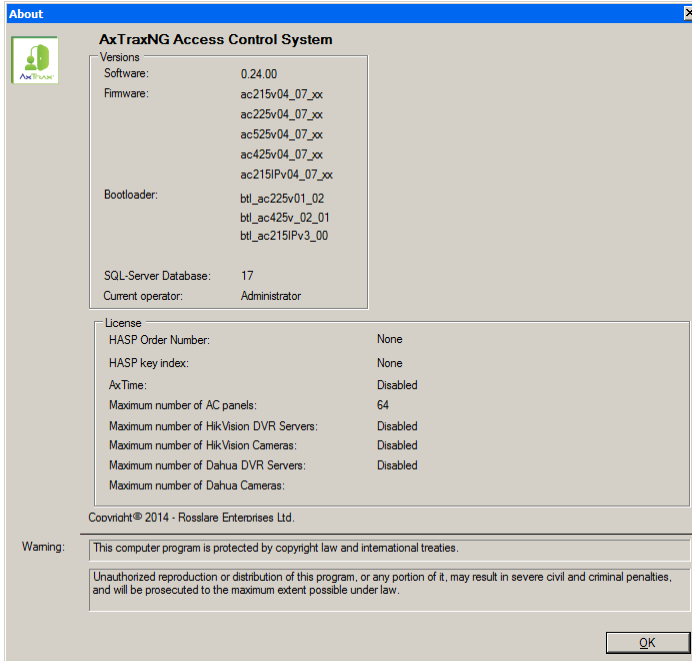 About
AxTrax
AxTraxNG Access Control System
Versions
Software: 0.24.00
Firmware: ac215v04_07_xx
ac225v04_07_xx
ac525v04_07_xx
ac425v04_07_xx
ac215IPv04_07_xx
Bootloader: btl_ac225v01_02
btl_ac425v_02_01
btl_ac215IPv3_00
SQL-Server Database: 17
Current operator: Administrator
License
HASP Order Number: None
HASP key index: None
AxTime: Disabled
Maximum number of AC panels: 64
Maximum number of HikVision DVR Servers: Disabled
Maximum number of HikVision Cameras: Disabled
Maximum number of Dahua DVR Servers: Disabled
Maximum number of Dahua Cameras:
Copyright® 2014 - Rosslare Enterprises Ltd.
Warning: This computer program is protected by copyright law and international treaties.
Unauthorized reproduction or distribution of this program, or any portion of it, may result in severe civil and criminal penalties,
and will be prosecuted to the maximum extent possible under law.
OK